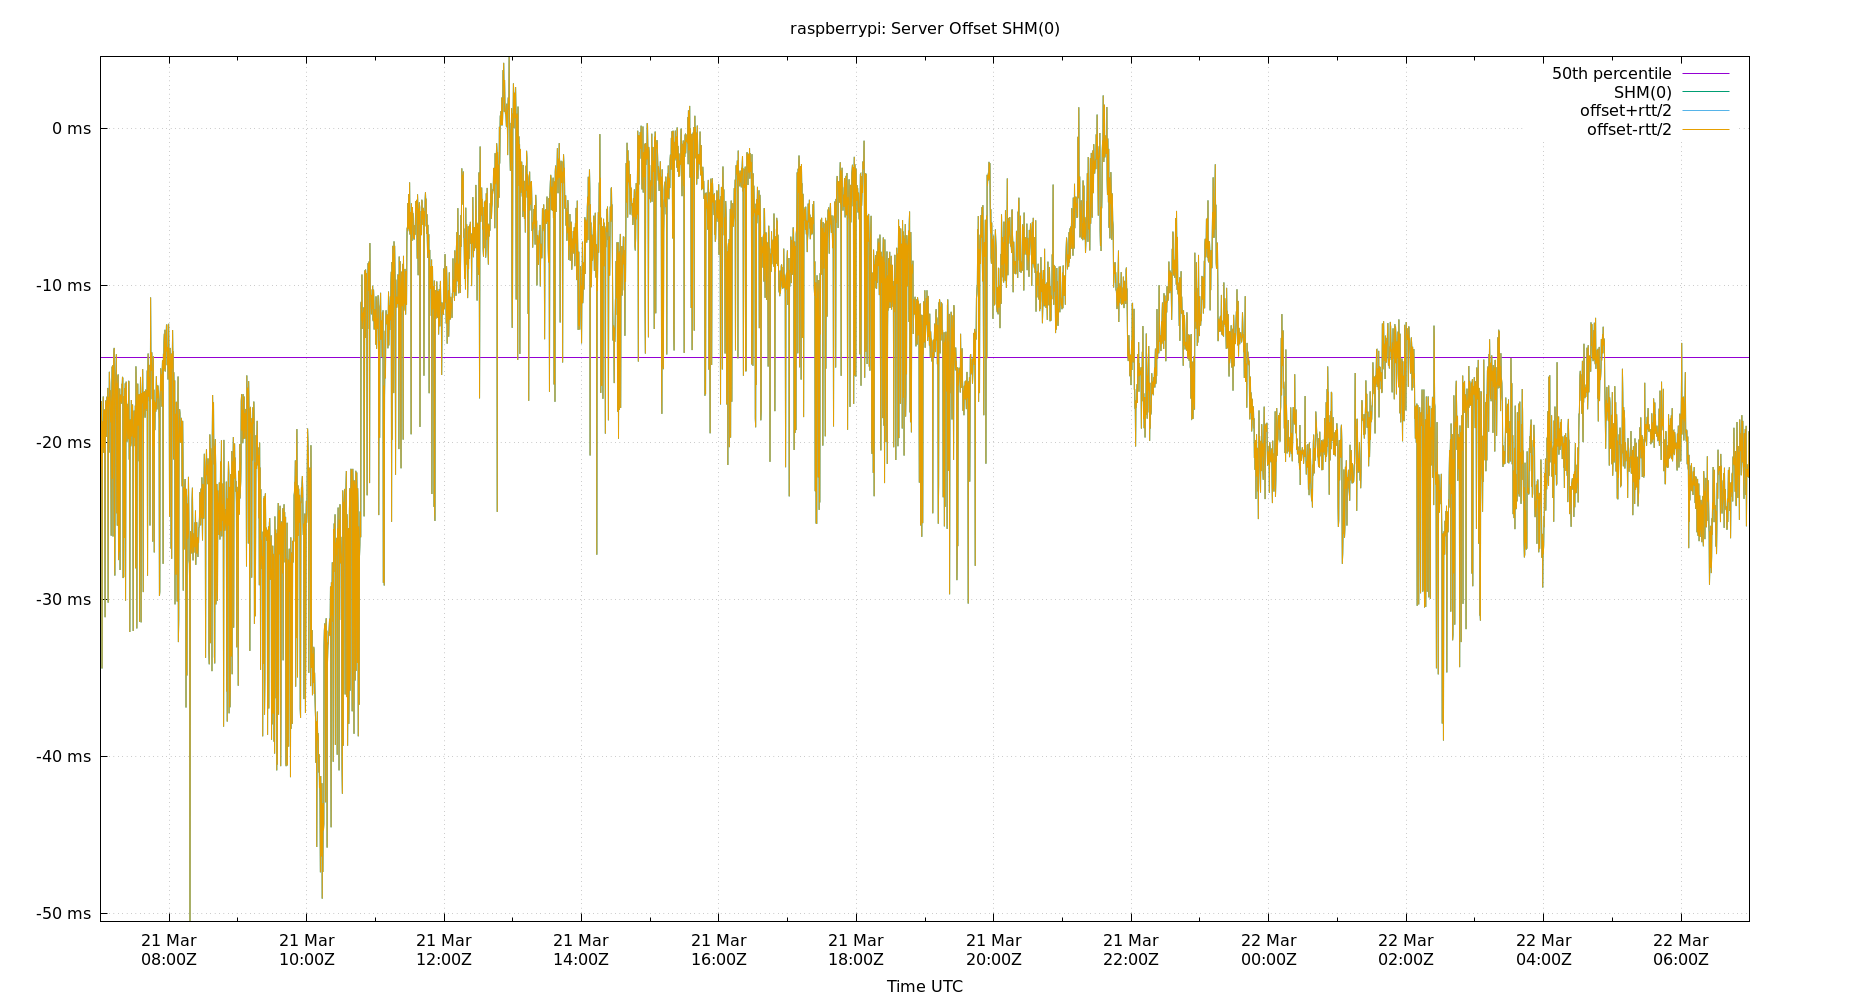 raspberrypi: Server Offset SHM(0)
50th percentile
SHM(0)
offset+rtt/2
offset-rtt/2
0 ms
-10 ms
-20 ms
-30 ms
-40 ms
-50 ms
21 Mar 21 Mar 21 Mar 21 Mar 21 Mar 21 Mar 21 Mar 21 Mar 22 Mar 22 Mar 22 Mar 22 Mar
08:00Z 10:00Z 12:00Z 14:00Z 16:00Z 18:00Z 20:00Z 22:00Z 00:00Z 02:00Z 04:00Z 06:00Z
Time UTC